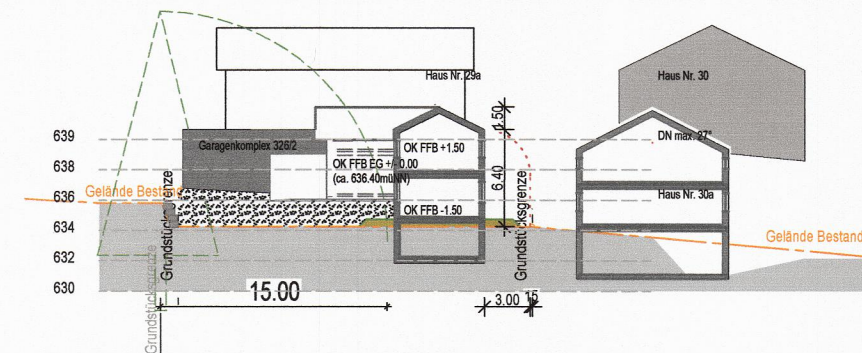 Haus Nr. 29a
Haus Nr. 30
1.50
639
Garagenkomplex 326/2
OK FFB +1.50
DN max. 27°
638
OK FFB EG +/- 0,00
(ca. 636.40müNN)
6.40
636
Gelände Bestand
Grundstücksgrenze
Haus Nr. 30a
OK FFB -1.50
634
Grundstücksgrenze
Gelände Bestand
632
630
15.00
3.00
15
Grundstücksgrenze